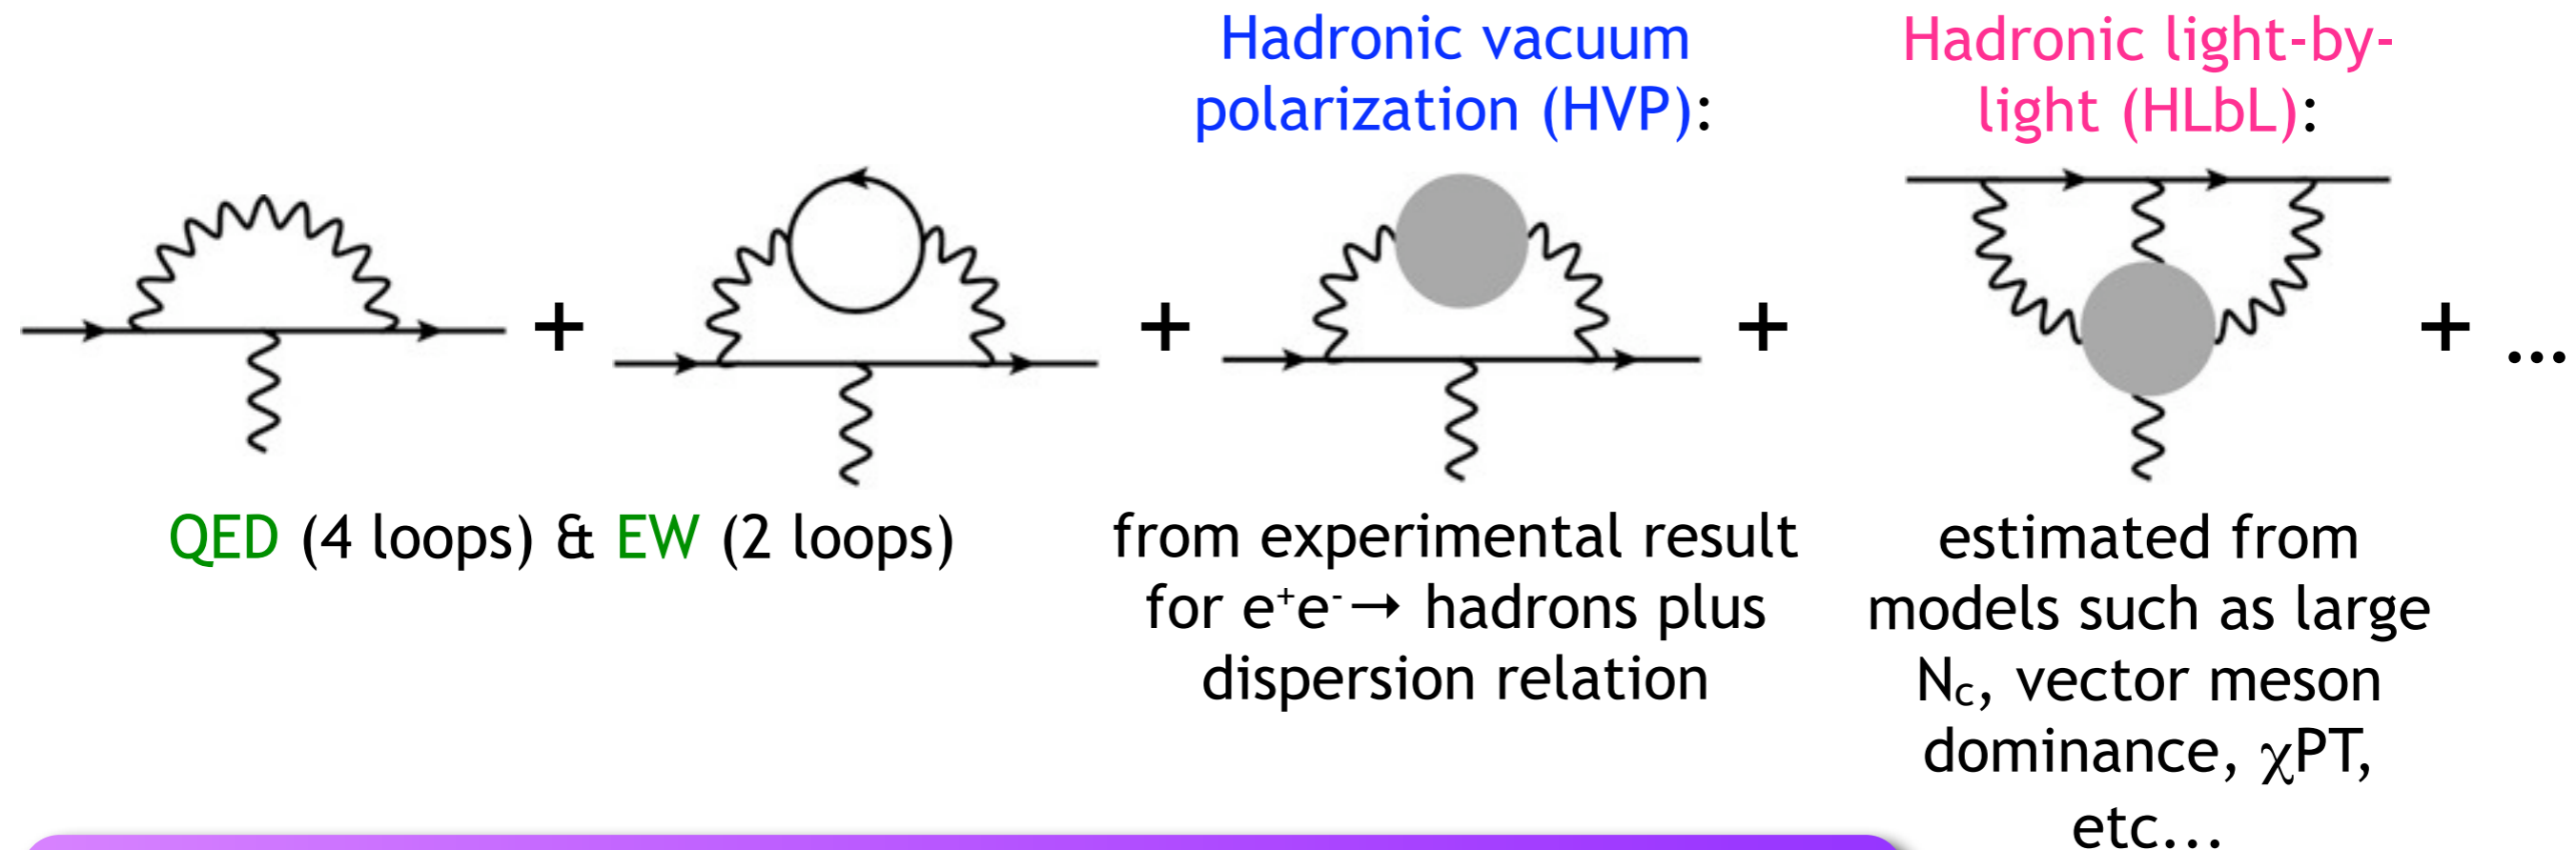 Hadronic vacuum
polarization (HVP):
Hadronic light-by-
light (HLbL):
+
+
+
+ ...
QED (4 loops) & EW (2 loops)
from experimental result
for e⁺e⁻→ hadrons plus
dispersion relation
estimated from
models such as large
N꜀, vector meson
dominance, χPT,
etc...